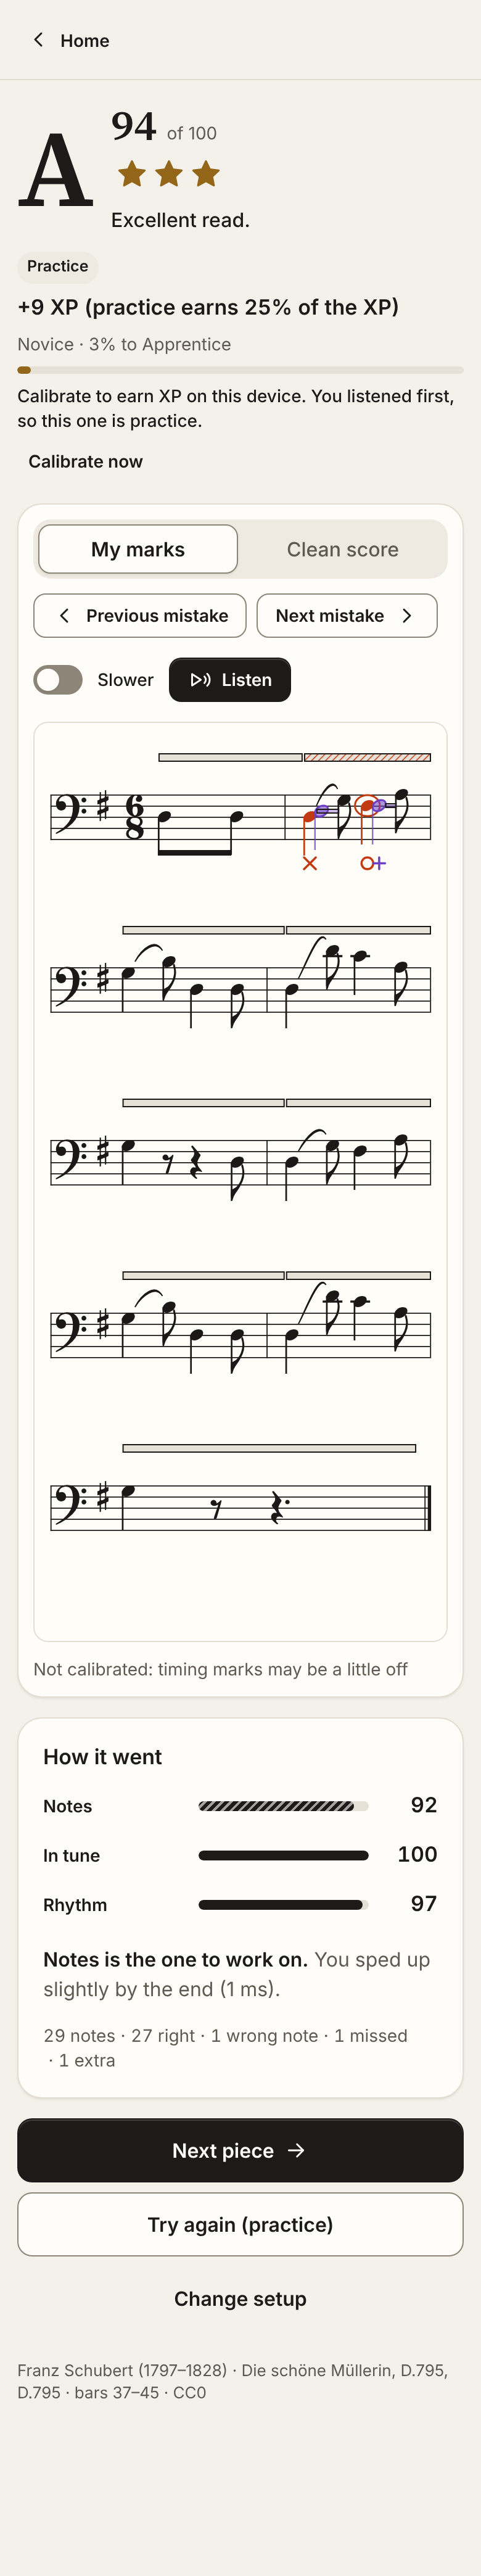 Home
A
94 of 100
Excellent read.
Practice
+9 XP (practice earns 25% of the XP)
Novice · 3% to Apprentice
Calibrate to earn XP on this device. You listened first,
so this one is practice.
Calibrate now
My marks
Clean score
Previous mistake
Next mistake
Slower
Listen
6
8
Not calibrated: timing marks may be a little off
How it went
Notes 92
In tune 100
Rhythm 97
Notes is the one to work on. You sped up
slightly by the end (1 ms).
29 notes · 27 right · 1 wrong note · 1 missed
· 1 extra
Next piece
Try again (practice)
Change setup
Franz Schubert (1797–1828) · Die schöne Müllerin, D.795,
D.795 · bars 37–45 · CC0